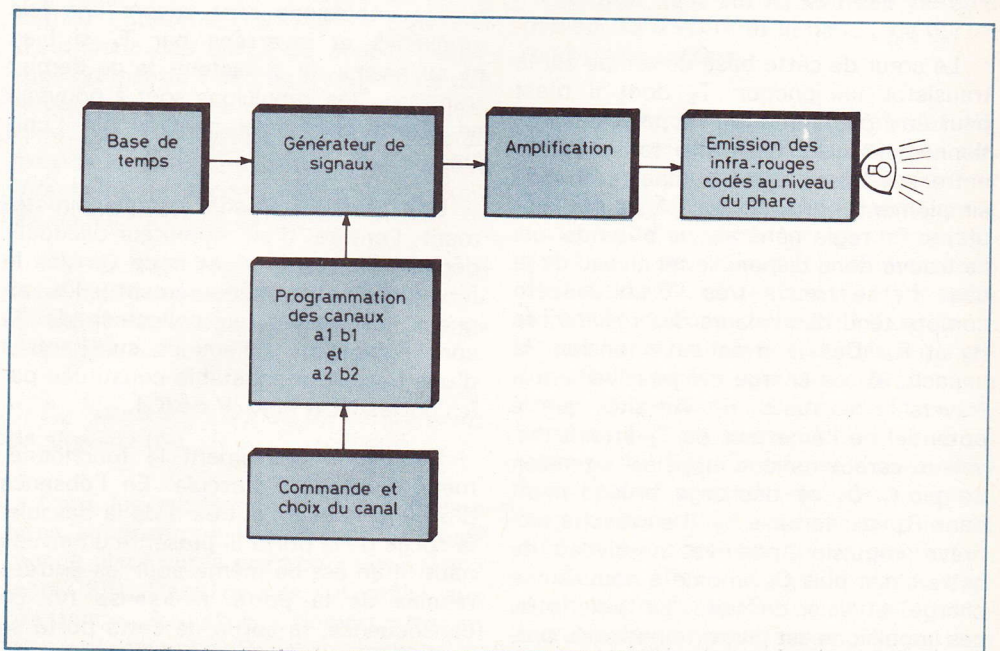 Base de
temps
Générateur de
signaux
Amplification
Emission des
infra-rouges
codés au niveau
du phare
Programmation
des canaux
a1 b1
et
a2 b2
Commande et
choix du canal